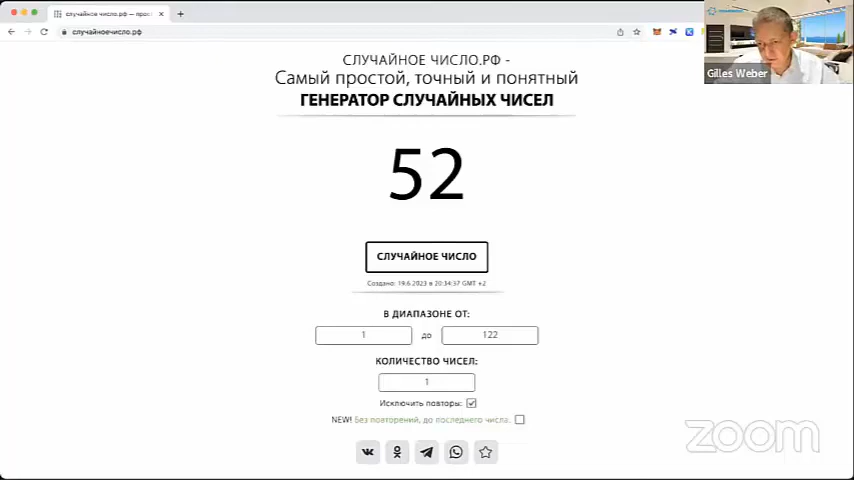 случайное число.рф — прос
случайноечисло.рф
Gilles Weber
СЛУЧАЙНОЕ ЧИСЛО.РФ -
Самый простой, точный и понятный
ГЕНЕРАТОР СЛУЧАЙНЫХ ЧИСЕЛ
52
СЛУЧАЙНОЕ ЧИСЛО
Создано: 19.6.2023 в 20:34:37 GMT +2
В ДИАПАЗОНЕ ОТ:
1 до 122
КОЛИЧЕСТВО ЧИСЕЛ:
1
Исключить повторы:
NEW! Без повторений, до последнего числа.
zoom